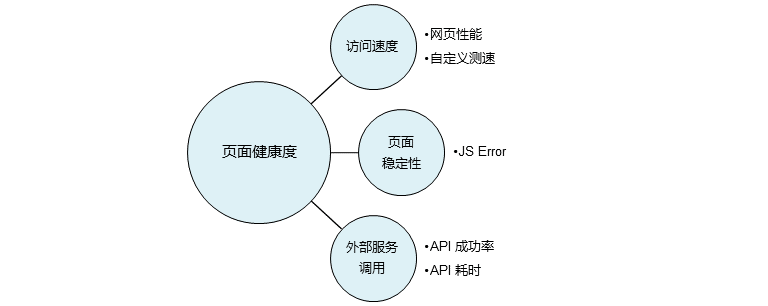 访问速度
•网页性能
•自定义测速
页面健康度
页面
稳定性
•JS Error
外部服务
调用
•API 成功率
•API 耗时